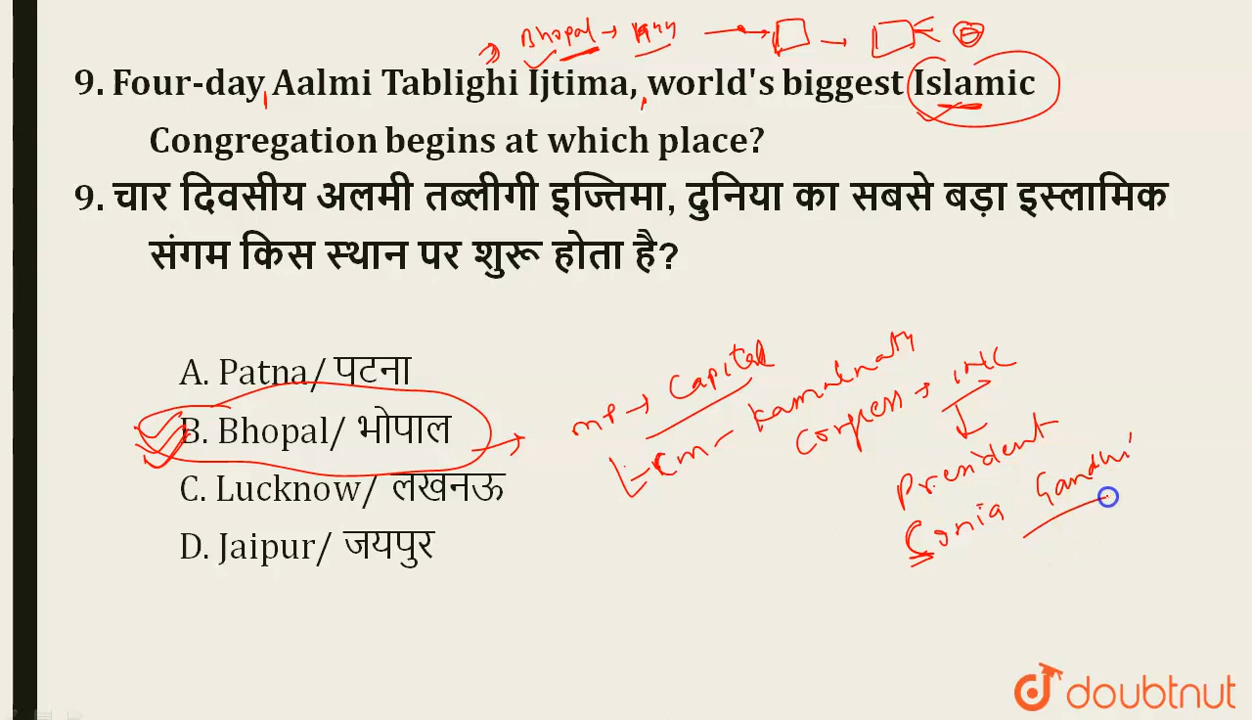 Bhopal →
9. Four-day Aalmi Tablighi Ijtima, world's biggest Islamic
Congregation begins at which place?
9. चार दिवसीय अलमी तब्लीगी इज्तिमा, दुनिया का सबसे बड़ा इस्लामिक
संगम किस स्थान पर शुरू होता है?
A. Patna/ पटना
B. Bhopal/ भोपाल
C. Lucknow/ लखनऊ
D. Jaipur/ जयपुर
MP → Capital
CM - Kamalnath
Congress → INC
President
Sonia Gandhi
doubtnut